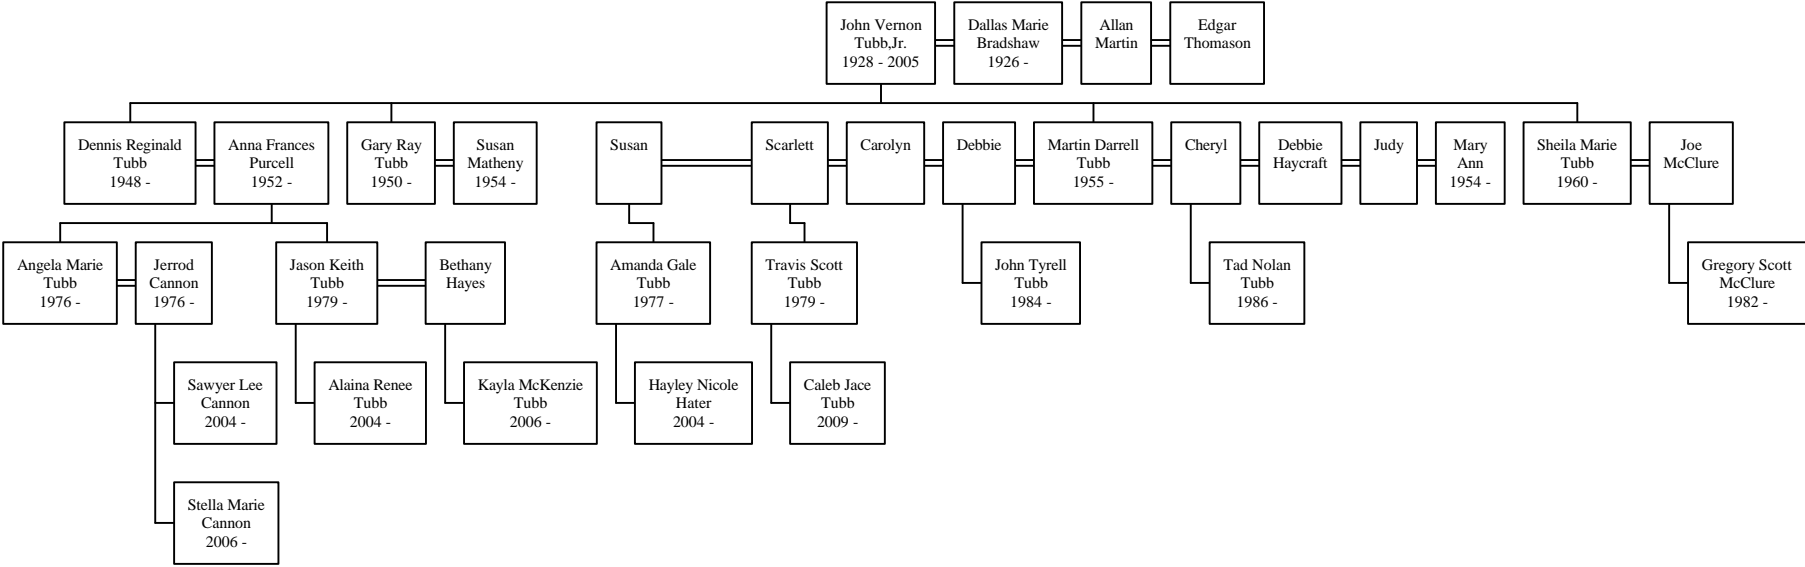 John Vernon
Tubb,Jr.
1928 - 2005
Dallas Marie
Bradshaw
1926 -
Allan
Martin
Edgar
Thomason
Dennis Reginald
Tubb
1948 -
Anna Frances
Purcell
1952 -
Gary Ray
Tubb
1950 -
Susan
Matheny
1954 -
Susan
Scarlett
Carolyn
Debbie
Martin Darrell
Tubb
1955 -
Cheryl
Debbie
Haycraft
Judy
Mary
Ann
1954 -
Sheila Marie
Tubb
1960 -
Joe
McClure
Angela Marie
Tubb
1976 -
Jerrod
Cannon
1976 -
Jason Keith
Tubb
1979 -
Bethany
Hayes
Amanda Gale
Tubb
1977 -
Travis Scott
Tubb
1979 -
John Tyrell
Tubb
1984 -
Tad Nolan
Tubb
1986 -
Gregory Scott
McClure
1982 -
Sawyer Lee
Cannon
2004 -
Alaina Renee
Tubb
2004 -
Kayla McKenzie
Tubb
2006 -
Hayley Nicole
Hater
2004 -
Caleb Jace
Tubb
2009 -
Stella Marie
Cannon
2006 -